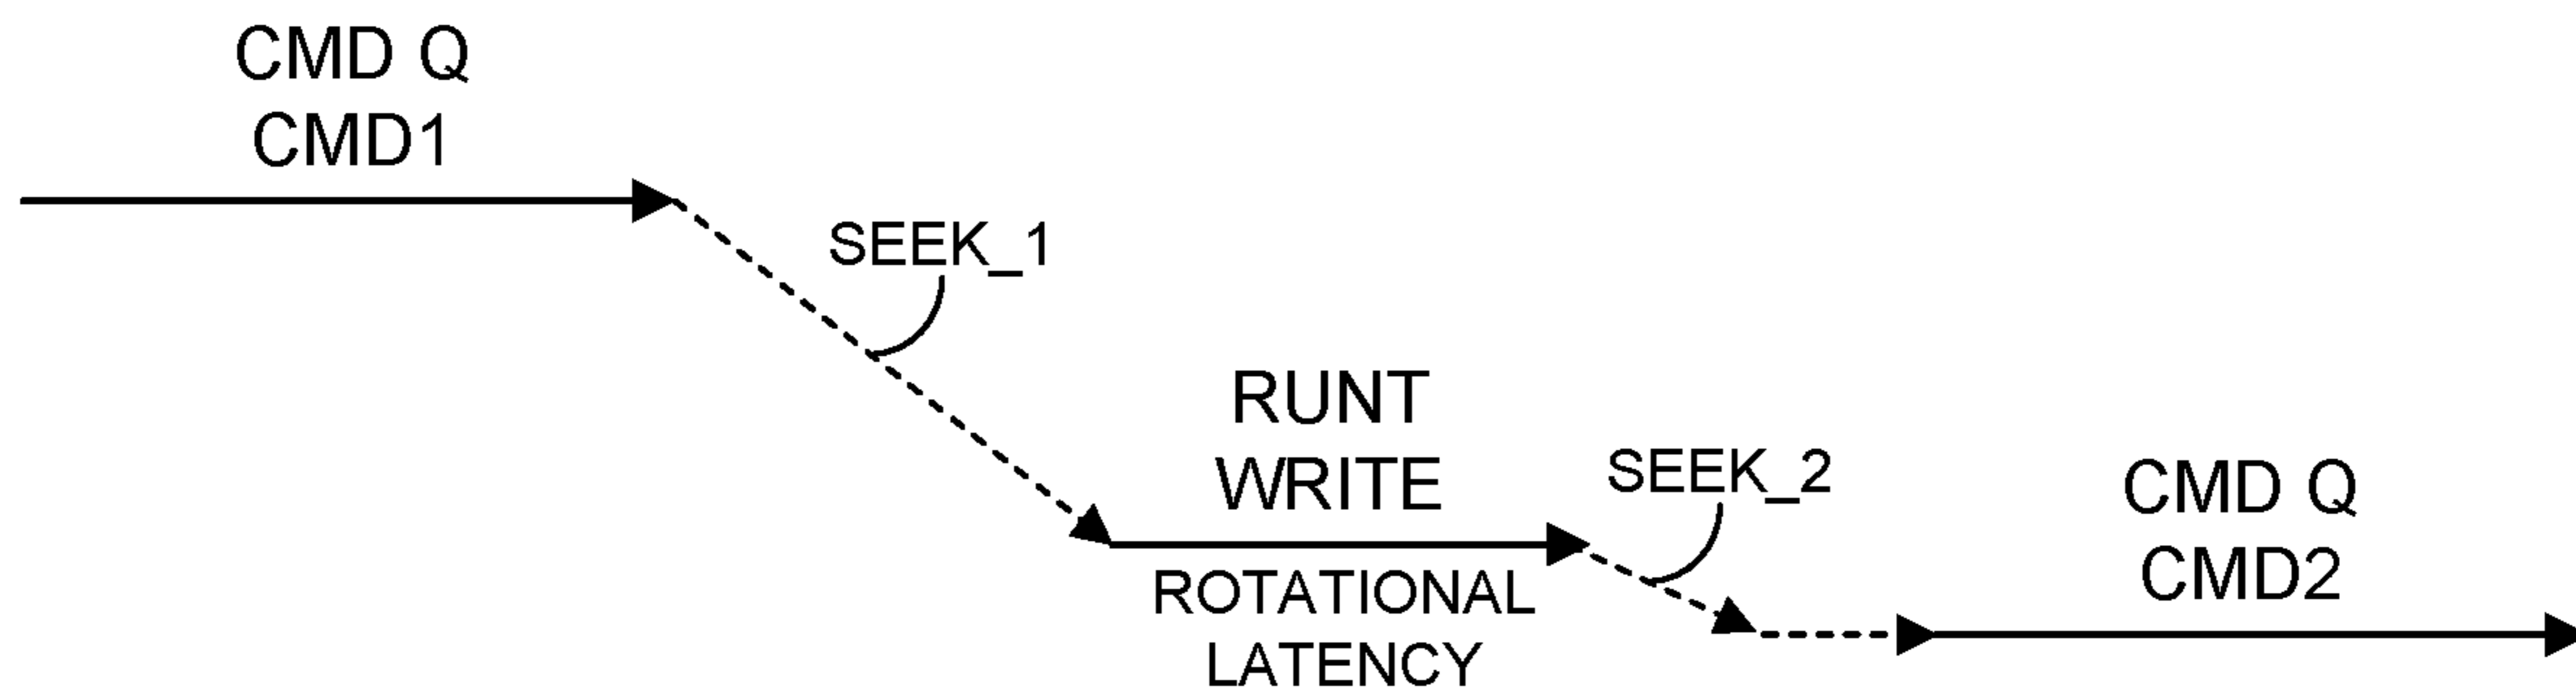 CMD Q
CMD1
SEEK_1
RUNT
WRITE
ROTATIONAL
LATENCY
SEEK_2
CMD Q
CMD2